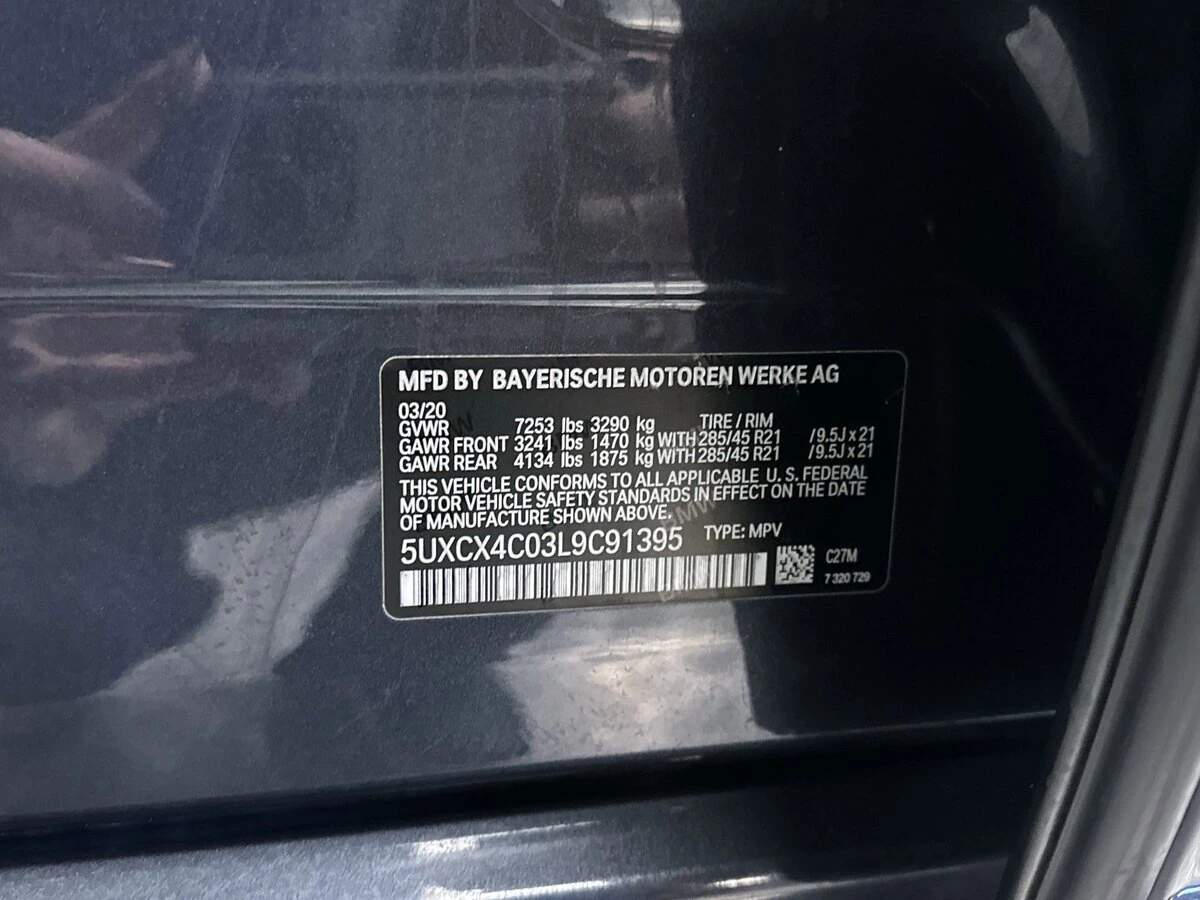 MFD BY BAYERISCHE MOTOREN WERKE AG
03/20
GVWR 7253 lbs 3290 kg TIRE / RIM
GAWR FRONT 3241 lbs 1470 kg WITH 285/45 R21 /9.5J x 21
GAWR REAR 4134 lbs 1875 kg WITH 285/45 R21 /9.5J x 21
THIS VEHICLE CONFORMS TO ALL APPLICABLE U. S. FEDERAL
MOTOR VEHICLE SAFETY STANDARDS IN EFFECT ON THE DATE
OF MANUFACTURE SHOWN ABOVE.
5UXCX4C03L9C91395 TYPE: MPV
C27M
7 320 729
BMW
BMW